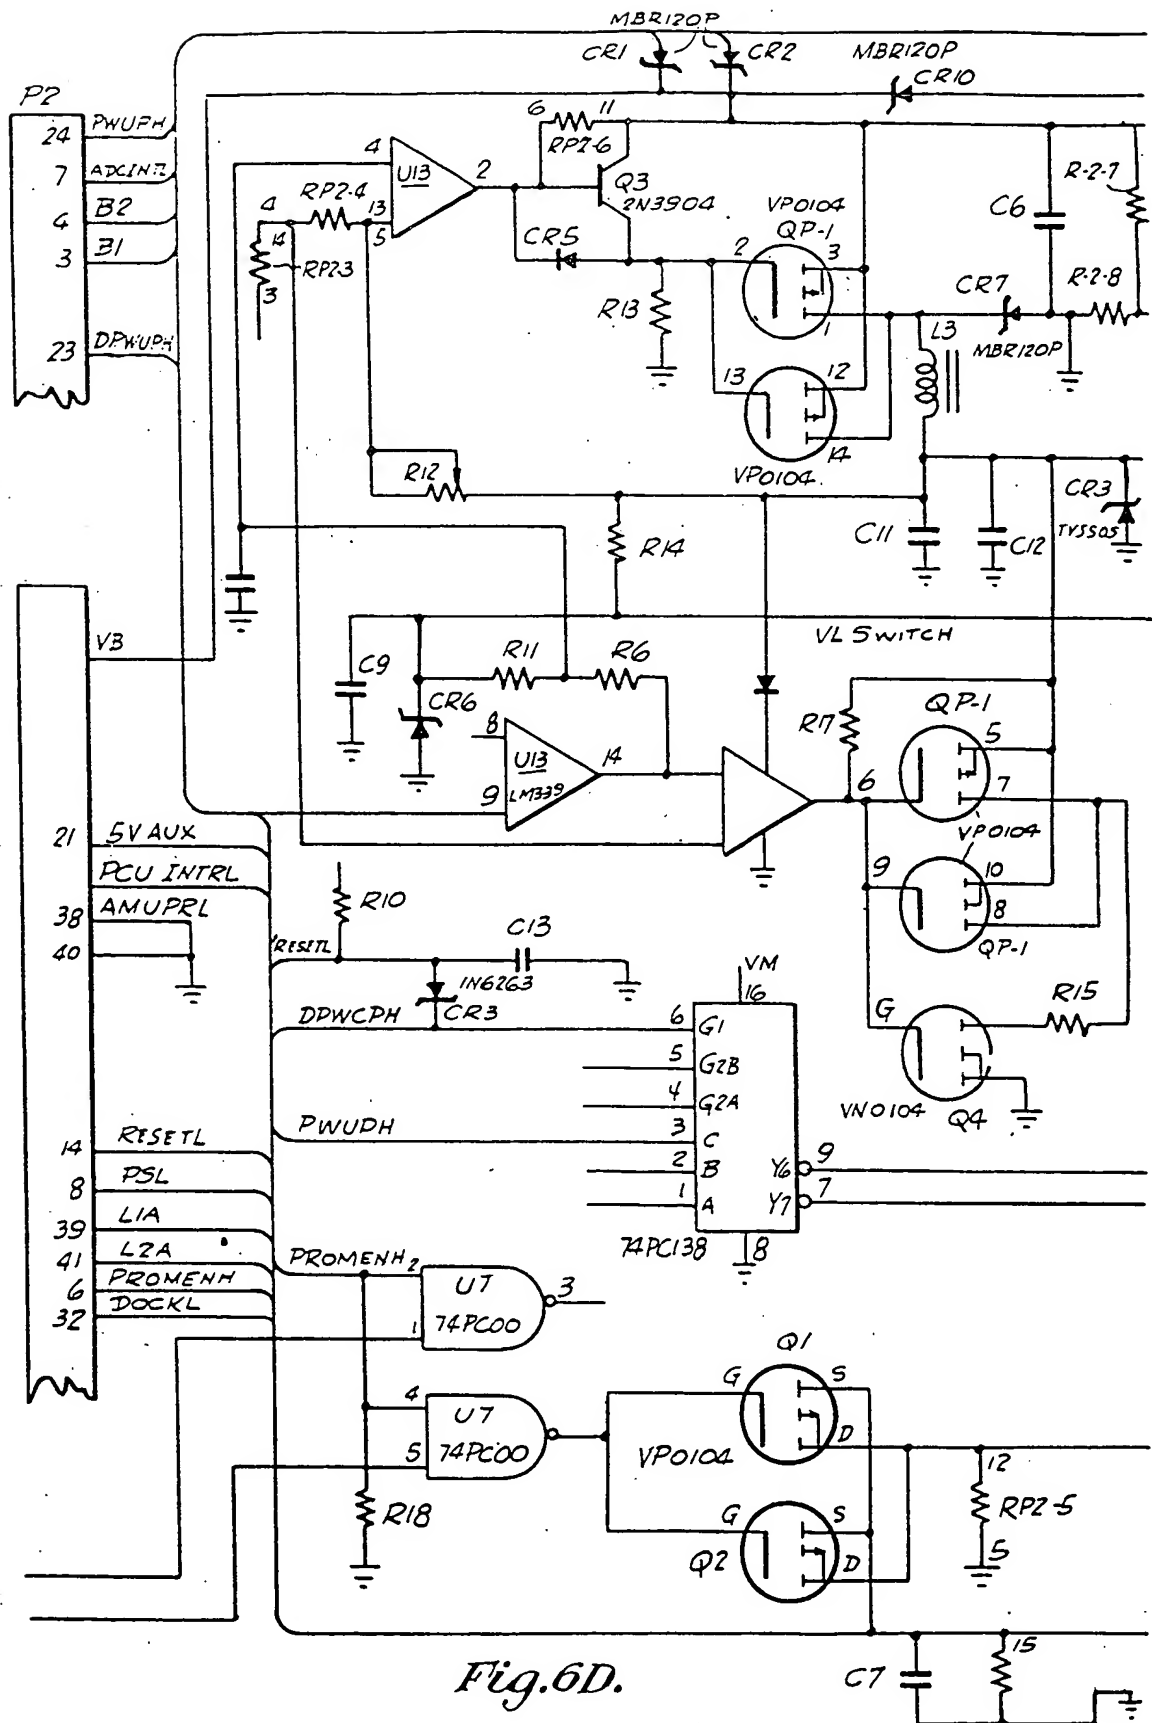 MBR120P
CR1
CR2
MBR120P
CR10
P2
24 PWUPH
7 ADCINTL
4 B2
3 B1
23 DPWUPH
6
11
RP2-6
4
U13
2
Q3
2N3904
4
RP2-4
13
14
5
RP23
3
CR5
R13
VP0104
QP-1
2
3
1
C6
R-2-7
CR7
R-2-8
MBR120P
L3
13
12
14
VP0104
R12
R14
C11
C12
CR3
TVS505
VB
VL SWITCH
C9
R11
R6
CR6
8
U13
14
LM339
9
R7
QP-1
5
6
7
VP0104
9
10
8
QP-1
21 5V AUX
PCU INTRL
38 AMUPRL
40
R10
RESETL
C13
1N6263
CR3
DPWCPH
VM
16
6 G1
5 G2B
4 G2A
PWUPH
3 C
2 B
Y6 9
1 A
Y7 7
74PC138
8
R15
G
VN0104
Q4
14 RESETL
8 PSL
39 L1A
41 L2A
6 PROMENH
32 DOCKL
PROMENH
2
U7
3
1
74PC00
4
U7
5
74PC00
R18
Q1
G
S
D
VP0104
12
RP2-5
5
G
S
Q2
D
15
C7
Fig.6D.